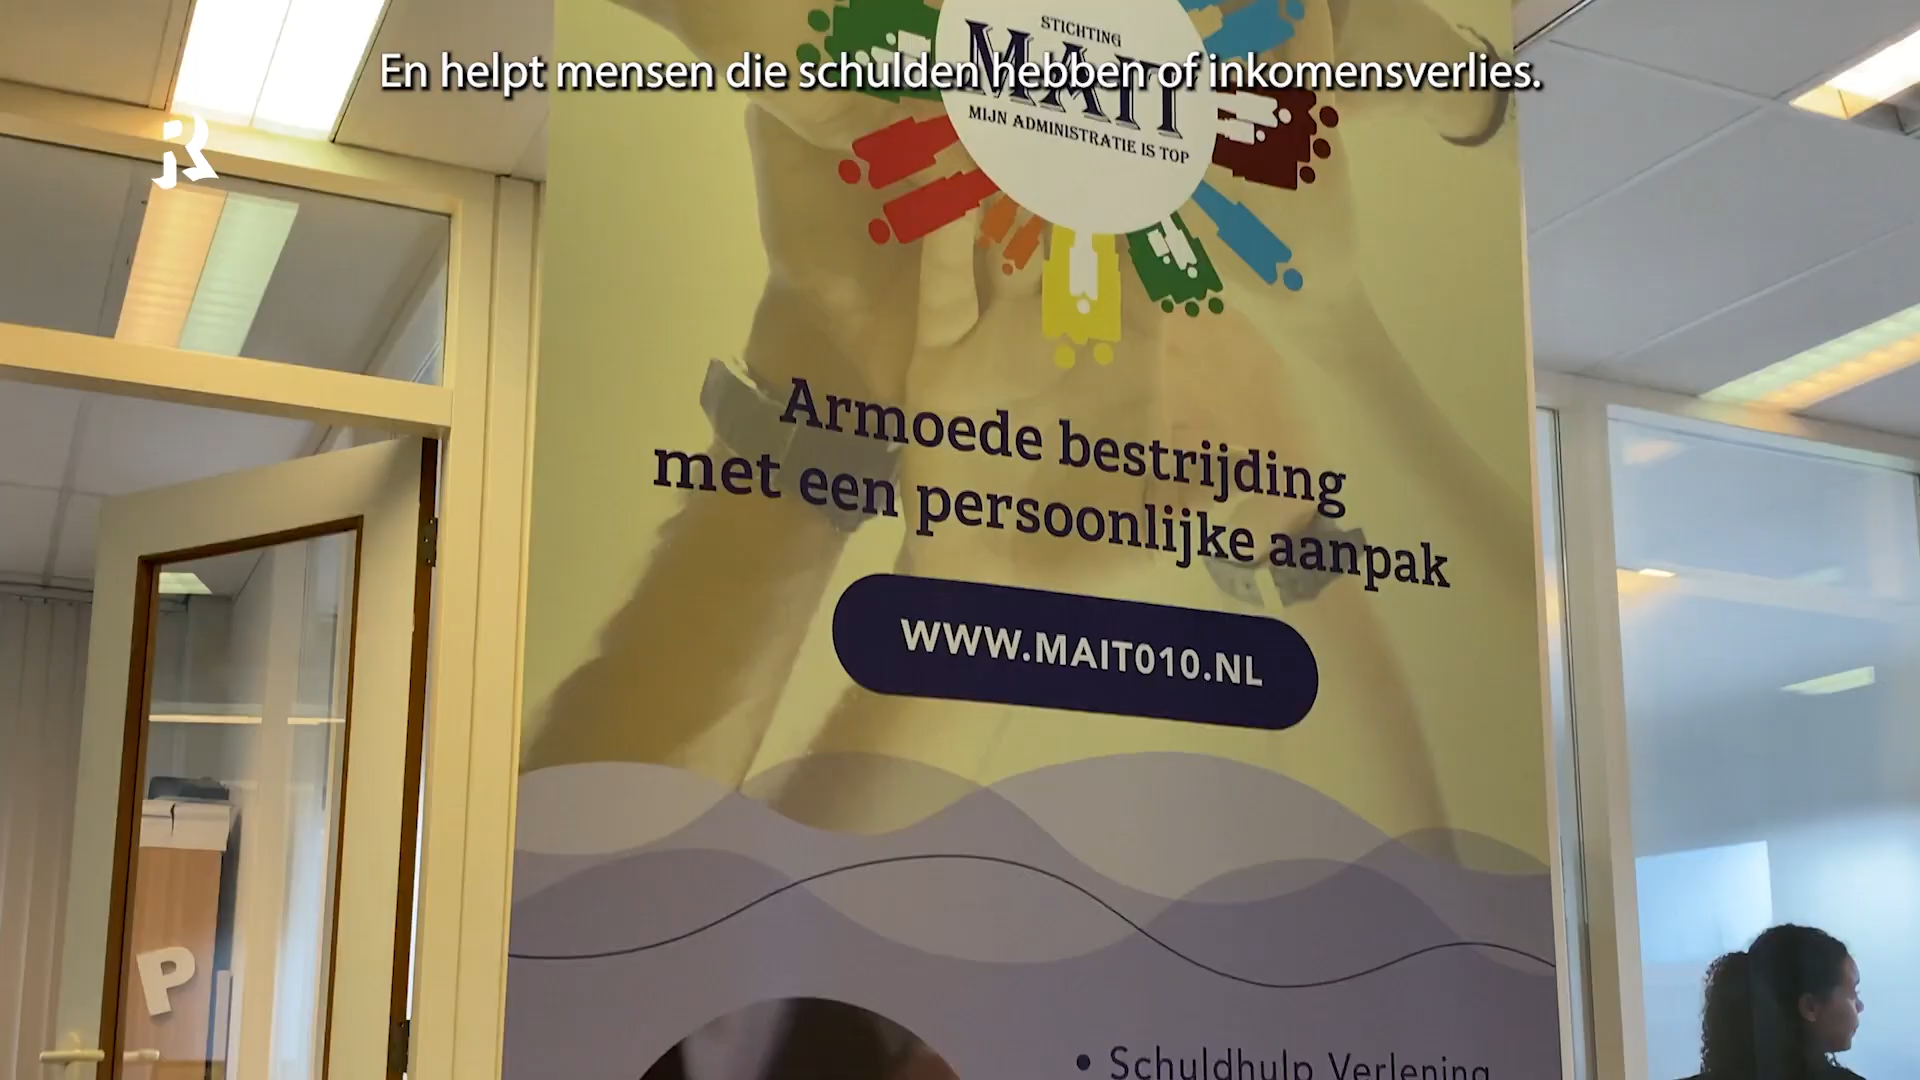 En helpt mensen die schulden hebben of inkomensverlies.
R
STICHTING
MAIT
MIJN ADMINISTRATIE IS TOP
Armoede bestrijding
met een persoonlijke aanpak
WWW.MAIT010.NL
P
• Schuldhulp Verlening